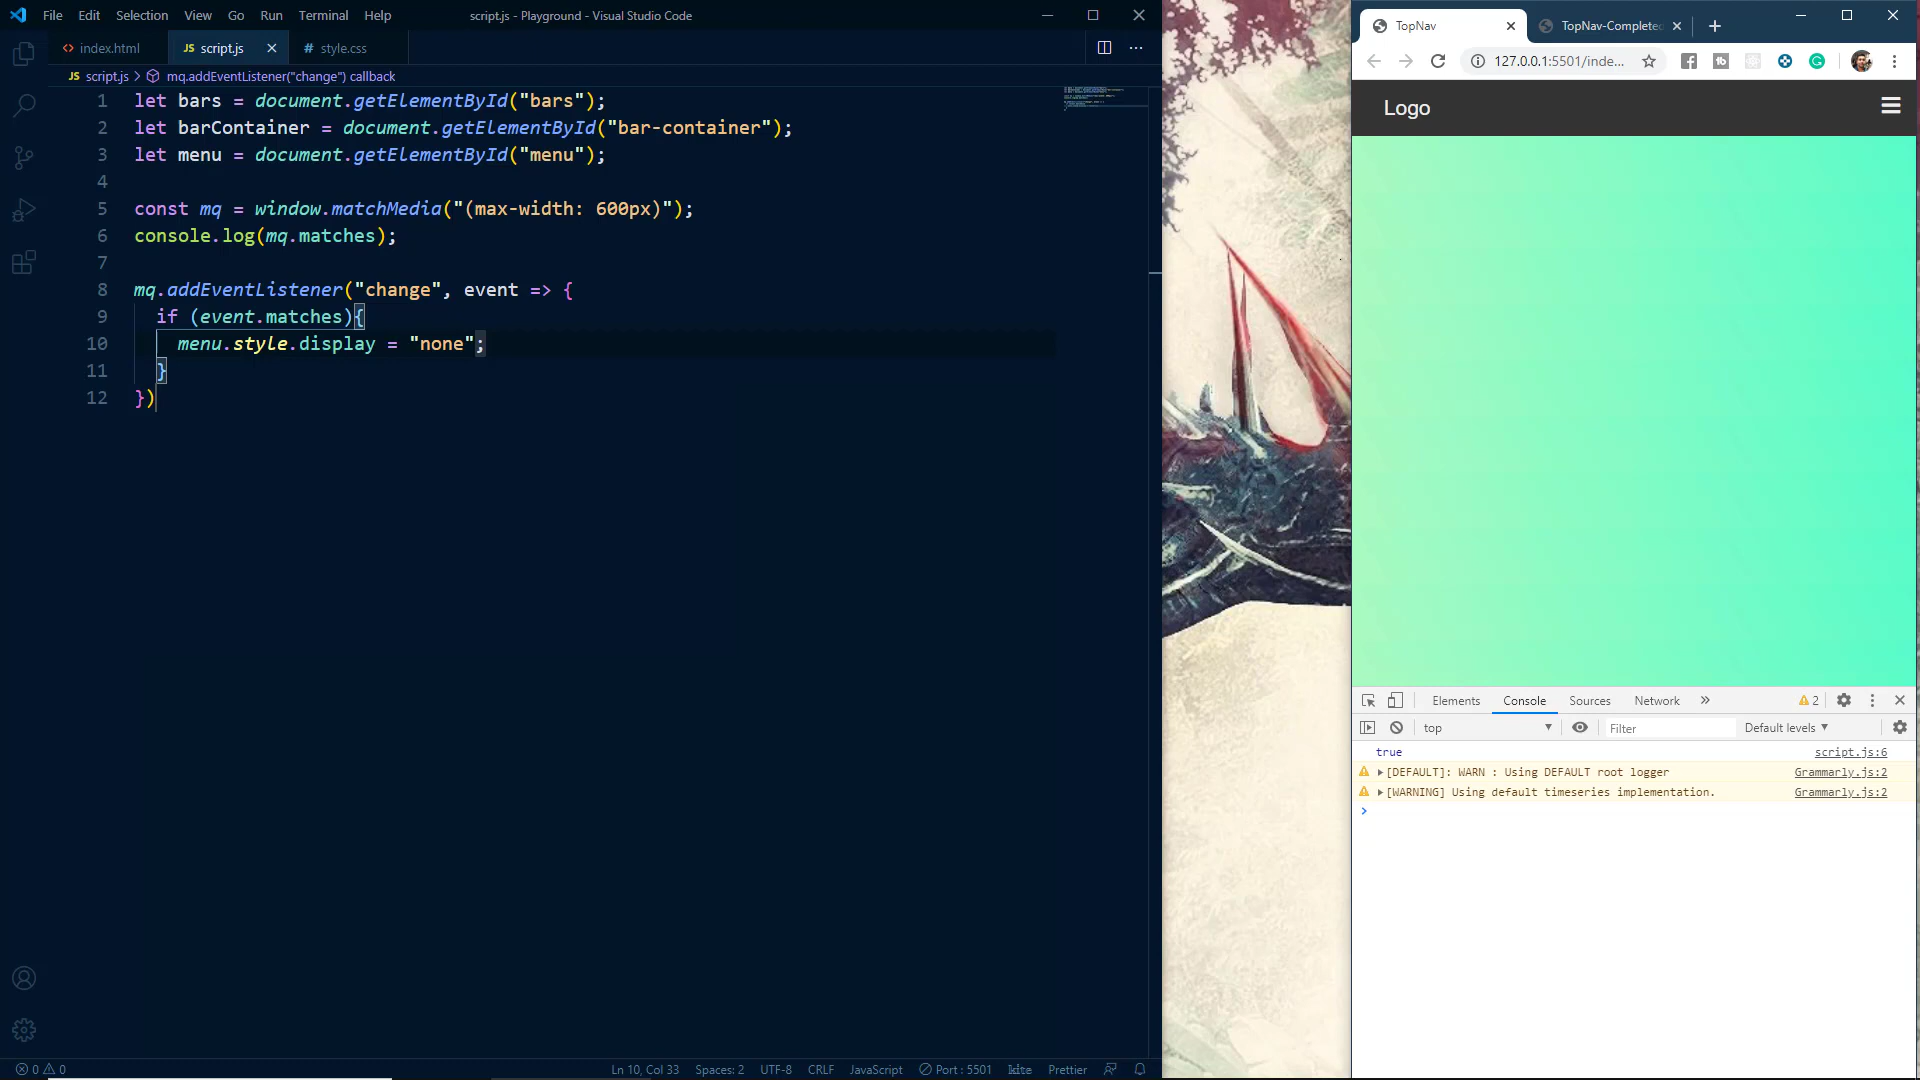 File Edit Selection View Go Run Terminal Help
script.js - Playground - Visual Studio Code
<> index.html
JS script.js
# style.css
JS script.js > mq.addEventListener("change") callback
1 let bars = document.getElementById("bars");
2 let barContainer = document.getElementById("bar-container");
3 let menu = document.getElementById("menu");
4
5 const mq = window.matchMedia("(max-width: 600px)");
6 console.log(mq.matches);
7
8 mq.addEventListener("change", event => {
9 if (event.matches){
10 menu.style.display = "none";
11 }
12 })
0 0
Ln 10, Col 33
Spaces: 2
UTF-8
CRLF
JavaScript
Port : 5501
kite
Prettier
TopNav
TopNav-Complete
127.0.0.1:5501/inde...
Logo
Elements Console Sources Network » 2
top
Filter
Default levels
true script.js:6
[DEFAULT]: WARN : Using DEFAULT root logger Grammarly.js:2
[WARNING] Using default timeseries implementation. Grammarly.js:2
>